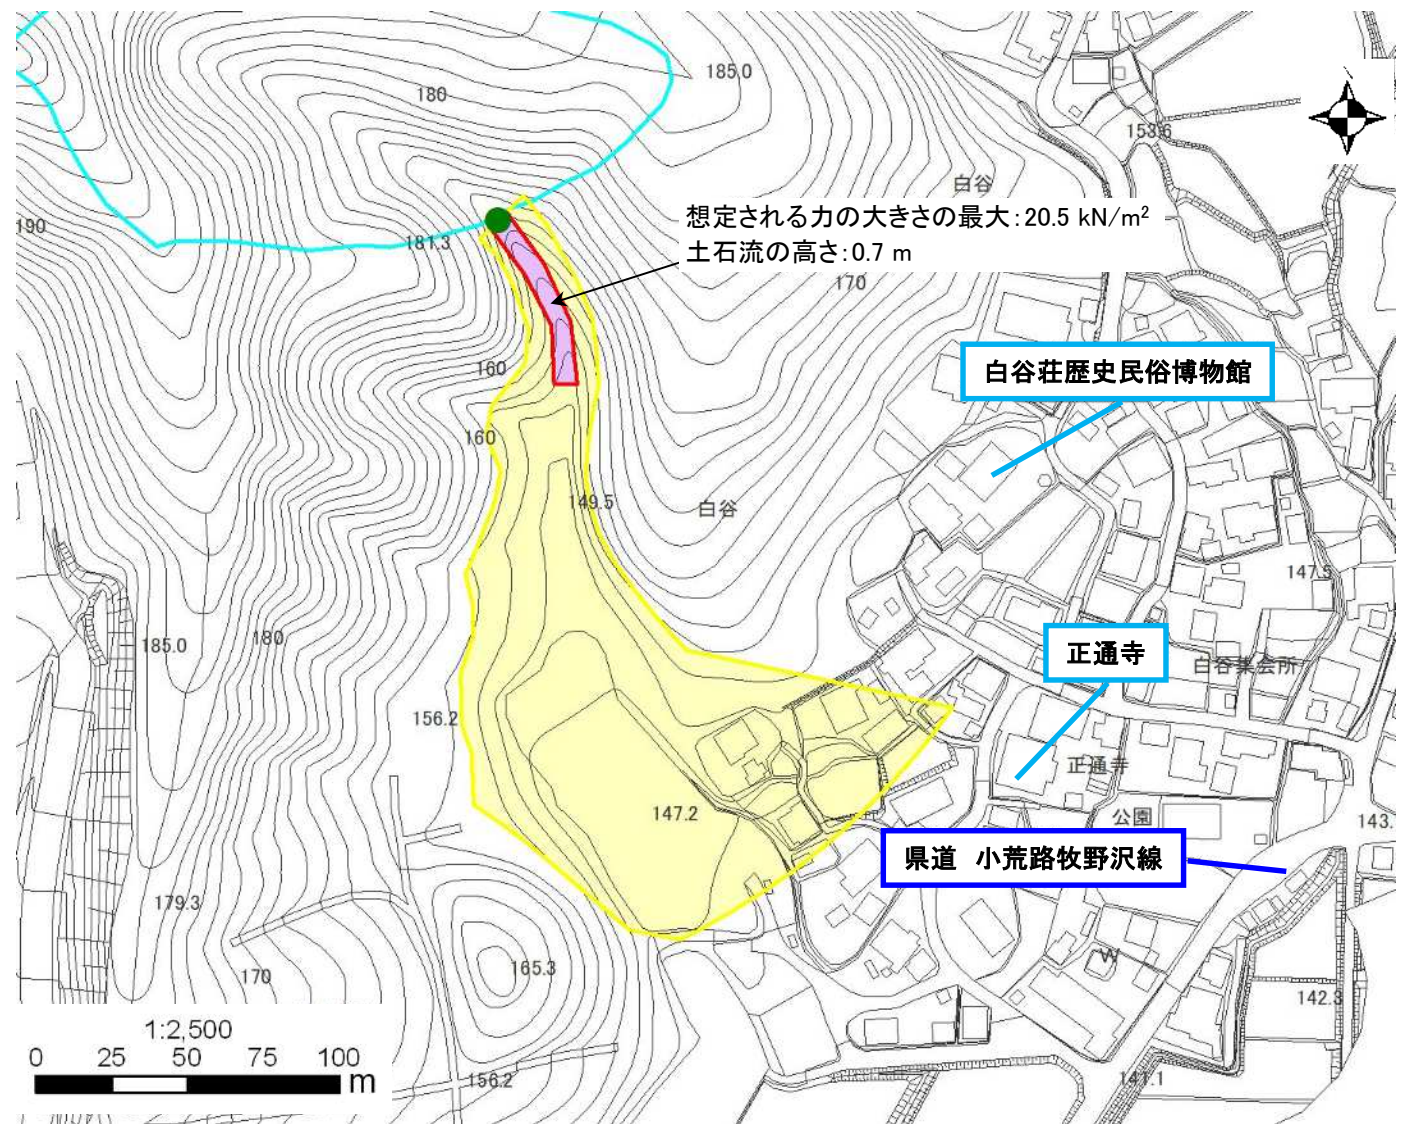 185.0
180
153.6
白谷
想定される力の大きさの最大：20.5 kN/m²
土石流の高さ：0.7 m
190
181.3
170
160
白谷荘歴史民俗博物館
160
149.5
白谷
147.5
185.0
180
正通寺
白谷集会所
156.2
正通寺
147.2
公園
143.
県道　小荒路牧野沢線
179.3
W
165.3
170
142.3
1:2,500
0 25 50 75 100
m
156.2
141.1